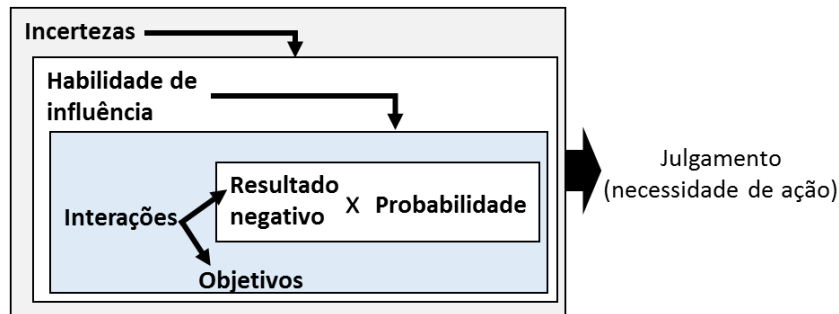 Incertezas
Habilidade de
influência
Interações
Resultado
negativo
X
Probabilidade
Objetivos
Julgamento
(necessidade de ação)